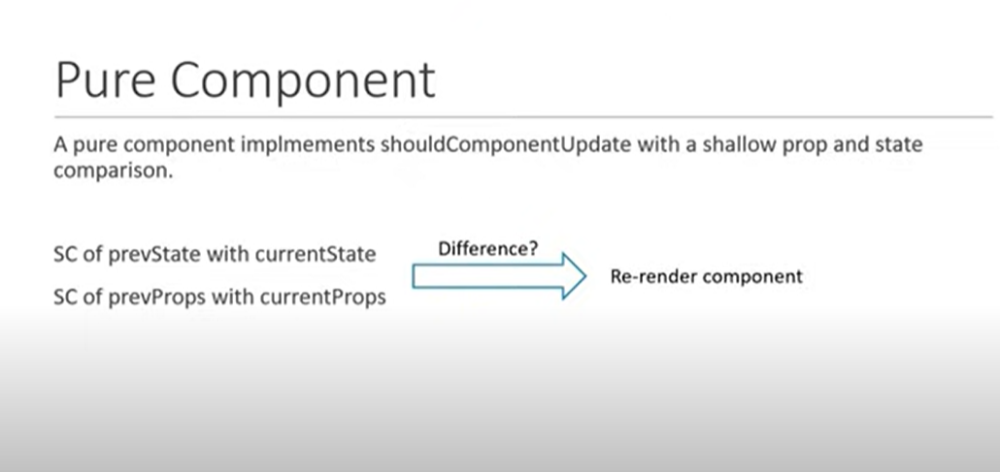 Pure Component
A pure component implmements shouldComponentUpdate with a shallow prop and state
comparison.
SC of prevState with currentState
Difference?
SC of prevProps with currentProps
Re-render component